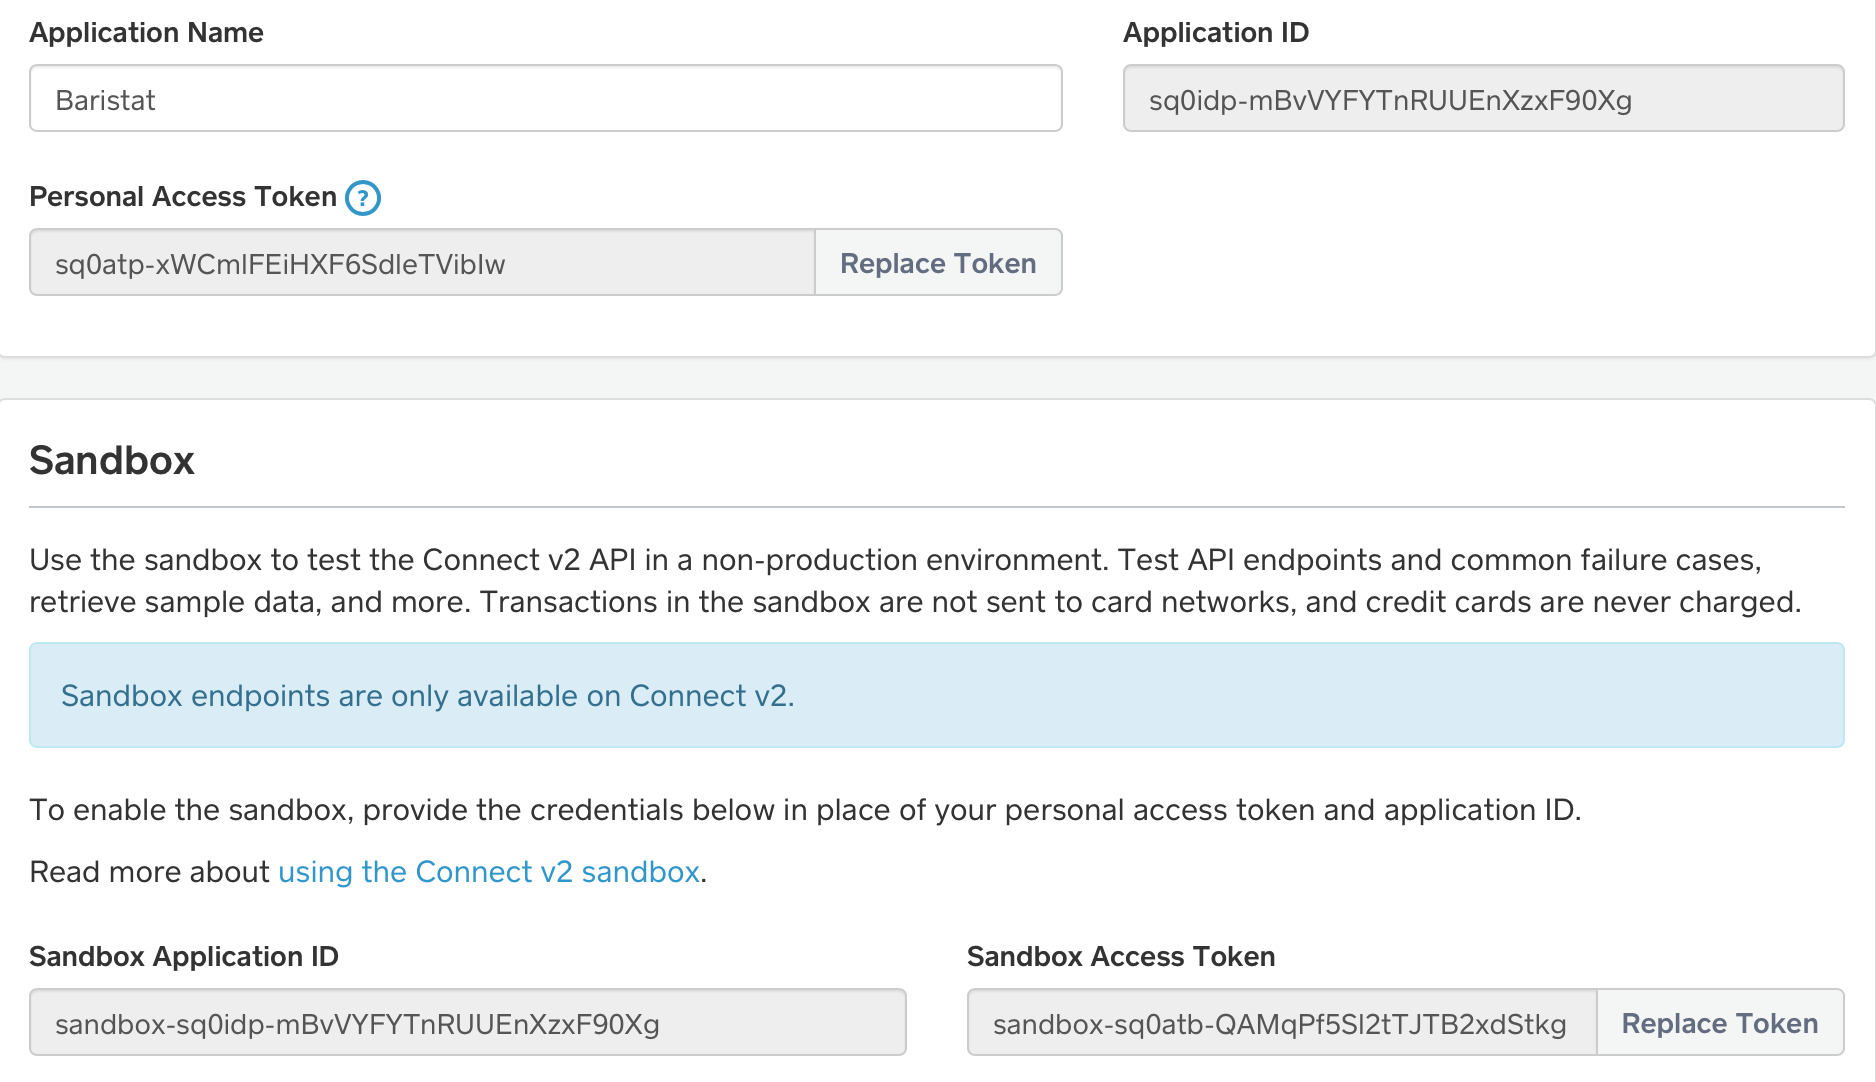 Application Name
Application ID
Baristat
sq0idp-mBvVYFYTnRUUEnXzxF90Xg
Personal Access Token ?
sq0atp-xWCmIFEiHXF6SdleTVibIw
Replace Token
Sandbox
Use the sandbox to test the Connect v2 API in a non-production environment. Test API endpoints and common failure cases,
retrieve sample data, and more. Transactions in the sandbox are not sent to card networks, and credit cards are never charged.
Sandbox endpoints are only available on Connect v2.
To enable the sandbox, provide the credentials below in place of your personal access token and application ID.
Read more about using the Connect v2 sandbox.
Sandbox Application ID
Sandbox Access Token
sandbox-sq0idp-mBvVYFYTnRUUEnXzxF90Xg
sandbox-sq0atb-QAMqPf5Sl2tTJTB2xdStkg
Replace Token